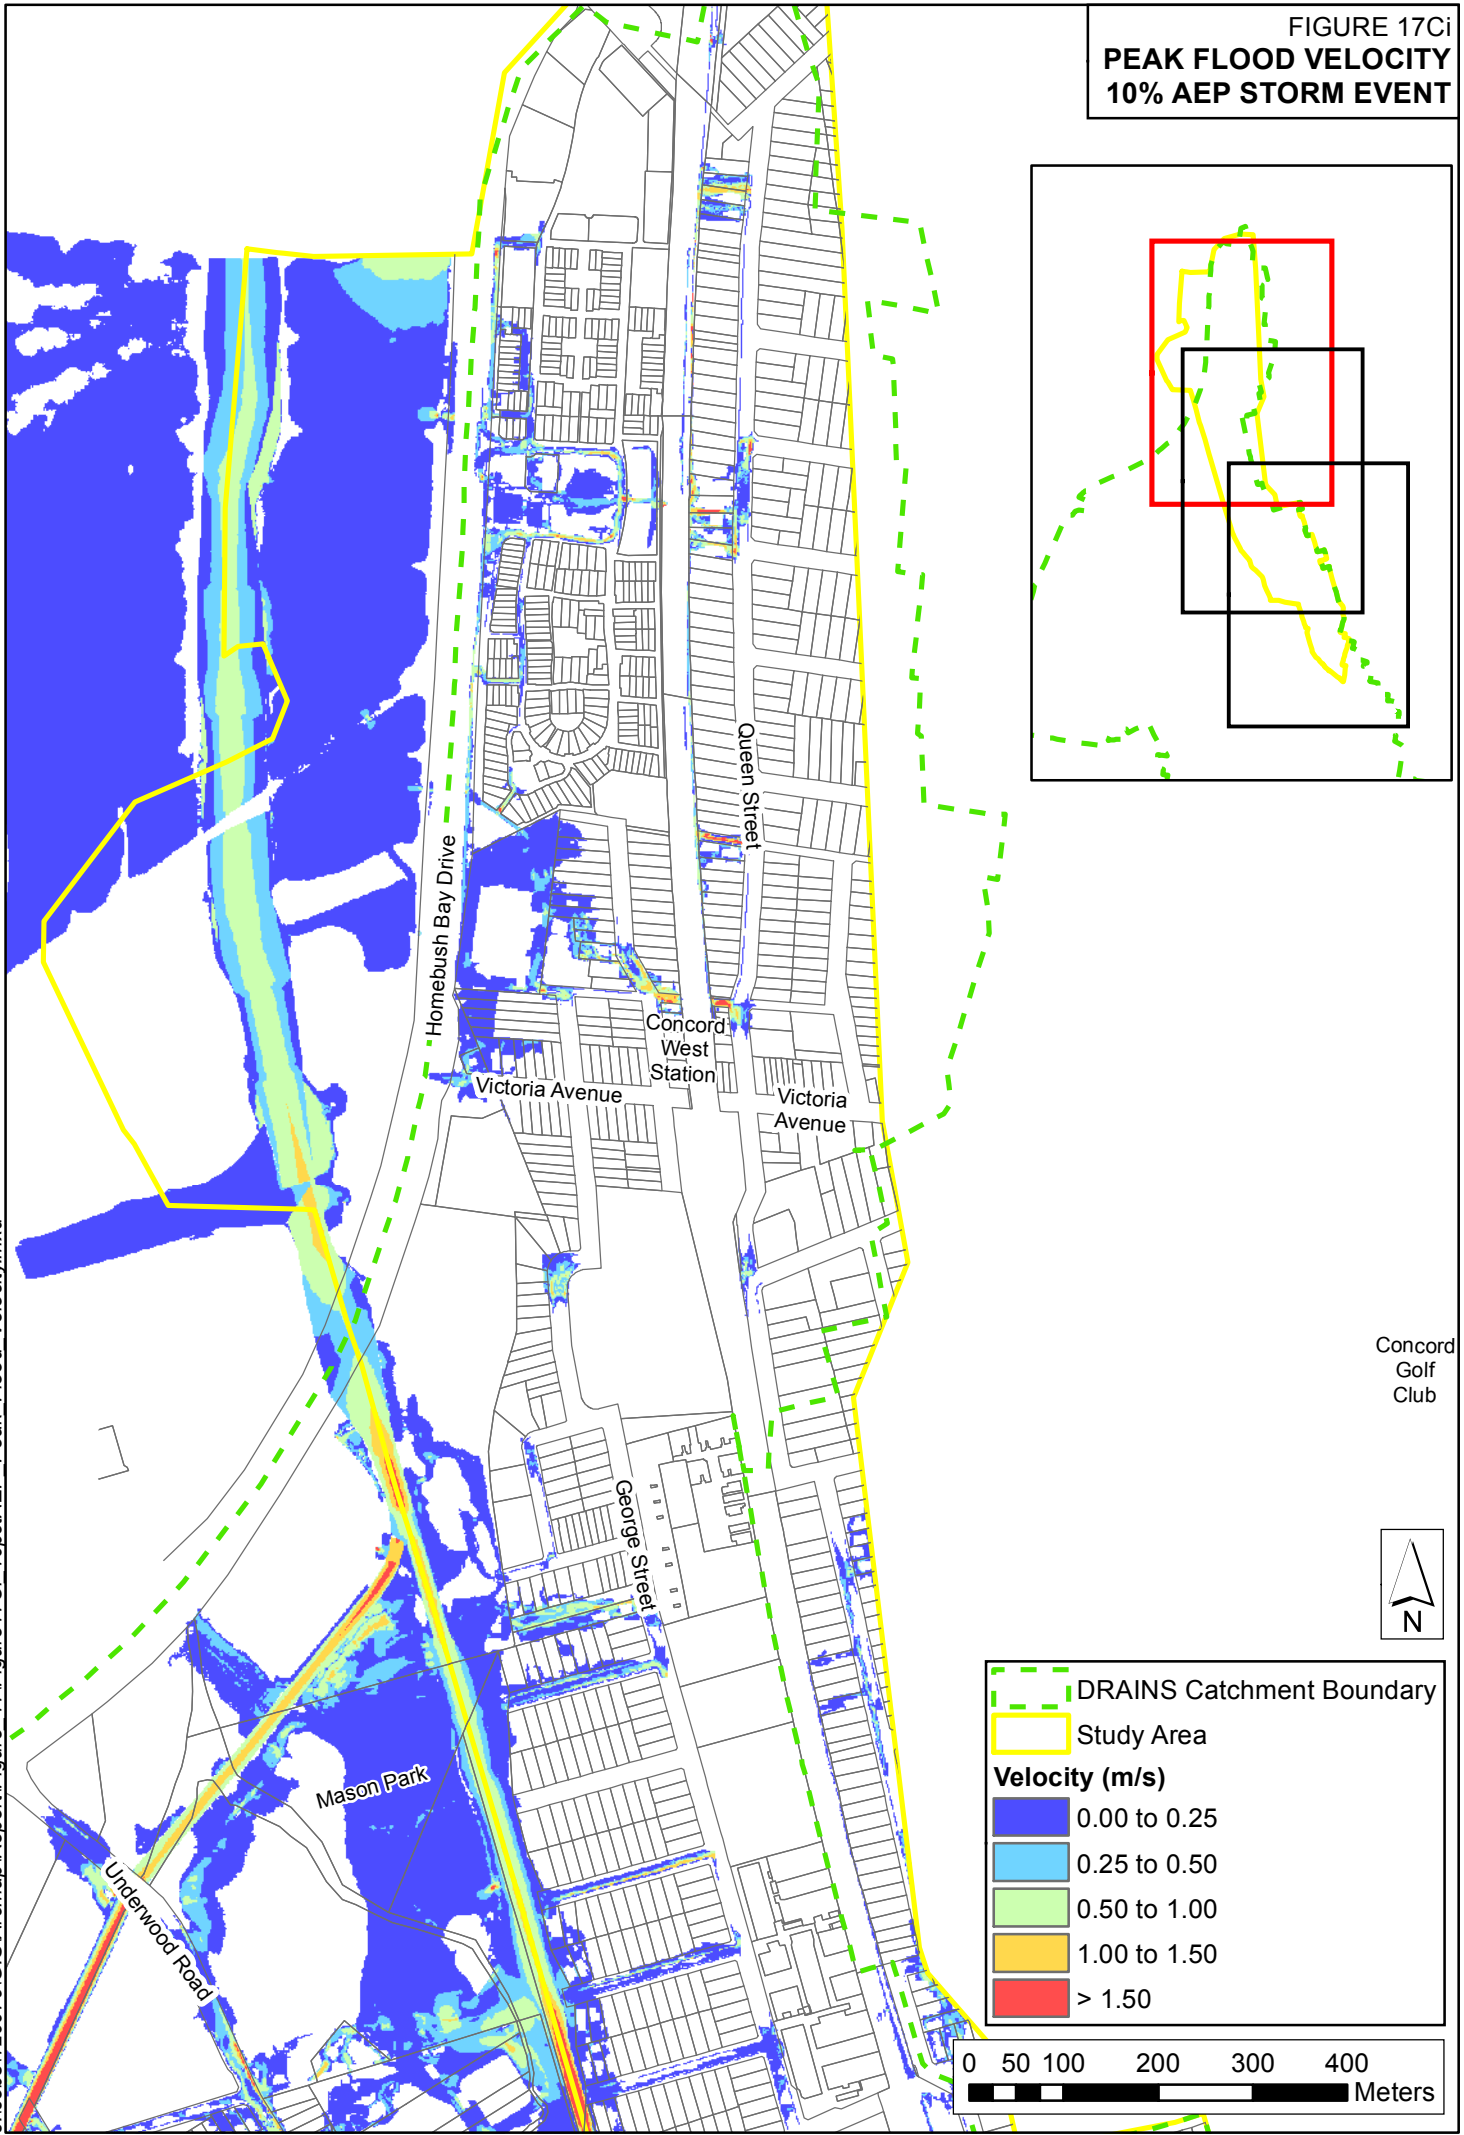 FIGURE 17Ci
PEAK FLOOD VELOCITY
10% AEP STORM EVENT
Queen Street
Homebush Bay Drive
Concord
West
Station
Victoria Avenue
Victoria
Avenue
Concord
Golf
Club
George Street
N
Mason Park
Underwood Road
DRAINS Catchment Boundary
Study Area
Velocity (m/s)
0.00 to 0.25
0.25 to 0.50
0.50 to 1.00
1.00 to 1.50
> 1.50
0 50 100 200 300 400
Meters